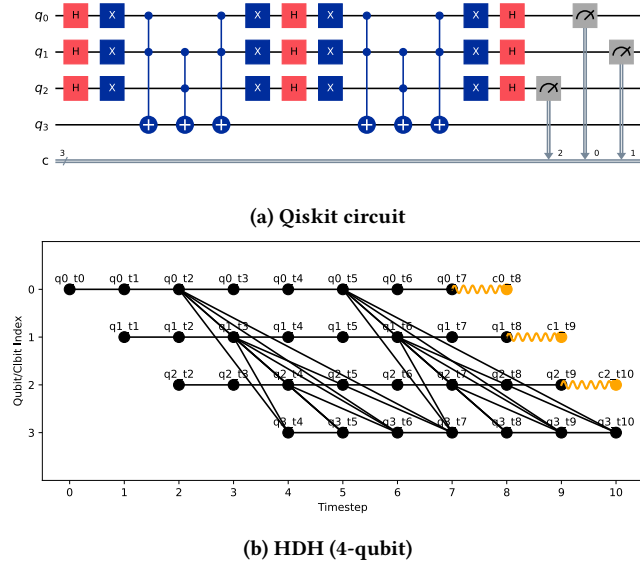 q0 H X X H X X H
q1 H X X H X X H
q2 H X X H X X H
q3
c 3 2 0 1
(a) Qiskit circuit
q0_t0 q0_t1 q0_t2 q0_t3 q0_t4 q0_t5 q0_t6 q0_t7 c0_t8
0
q1_t1 q1_t2 q1_t3 q1_t4 q1_t5 q1_t6 q1_t7 q1_t8 c1_t9
1
q2_t2 q2_t3 q2_t4 q2_t5 q2_t6 q2_t7 q2_t8 q2_t9 c2_t10
2
q3_t4 q3_t5 q3_t6 q3_t7 q3_t8 q3_t9 q3_t10
3
Qubit/Clbit Index
0 1 2 3 4 5 6 7 8 9 10
Timestep
(b) HDH (4-qubit)